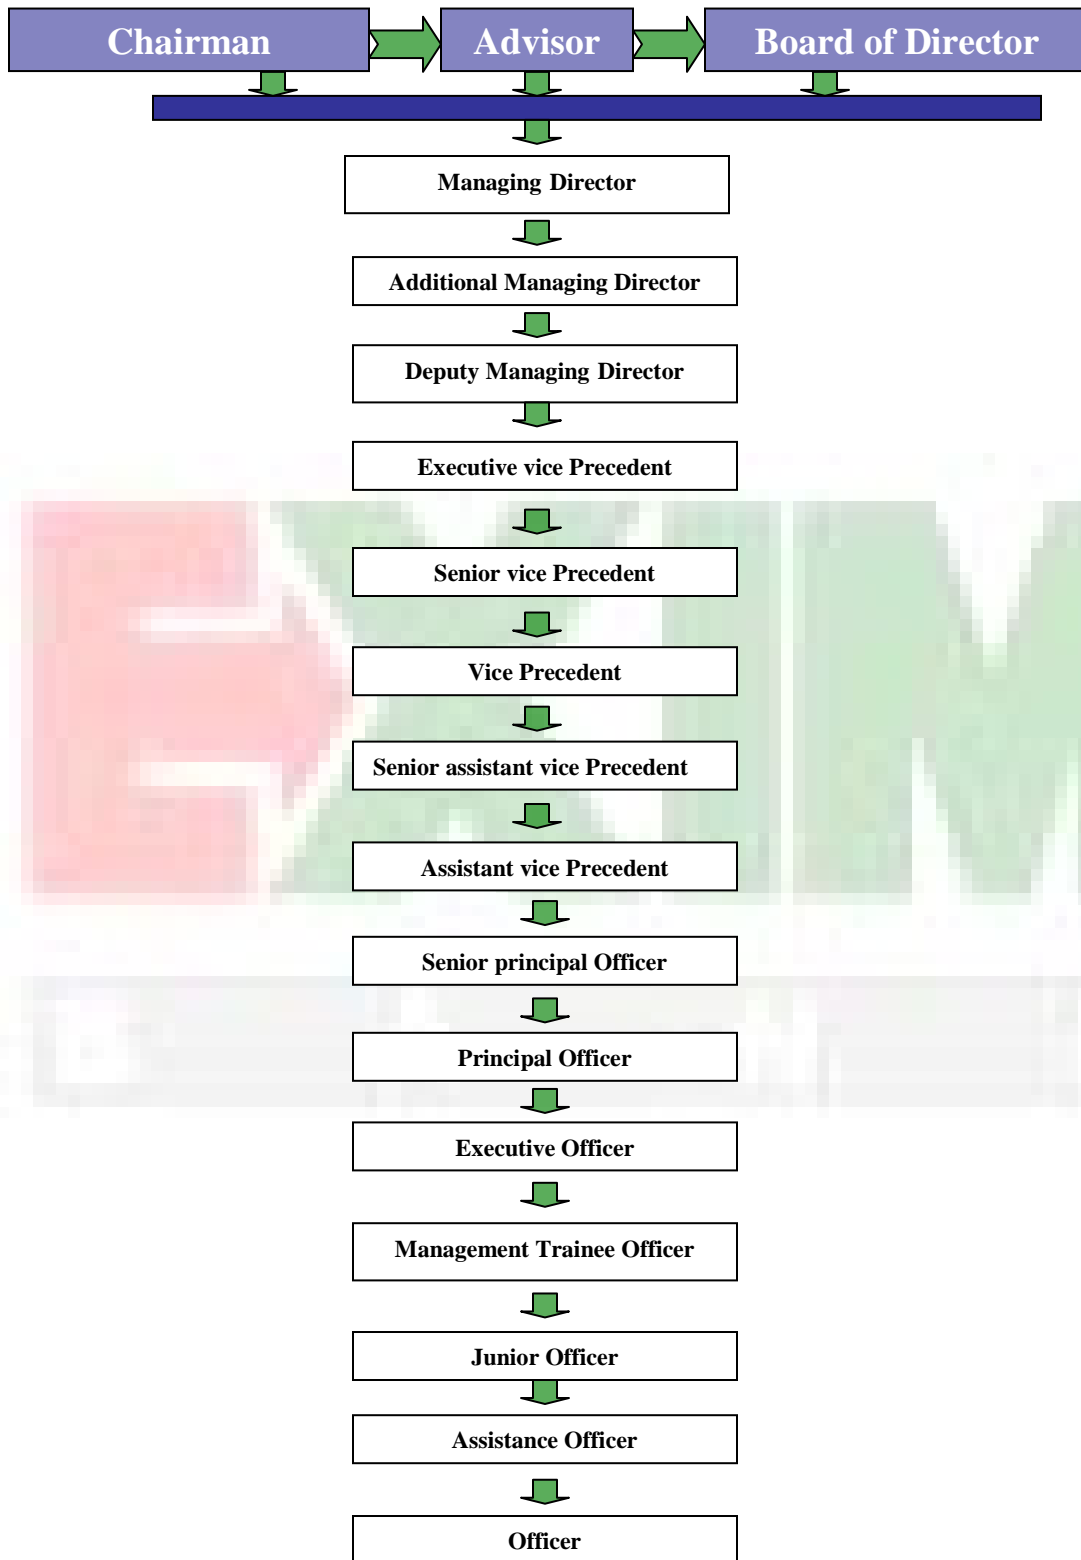 Chairman
Advisor
Board of Director
Managing Director
Additional Managing Director
Deputy Managing Director
Executive vice Precedent
Senior vice Precedent
Vice Precedent
Senior assistant vice Precedent
Assistant vice Precedent
Senior principal Officer
Principal Officer
Executive Officer
Management Trainee Officer
Junior Officer
Assistance Officer
Officer
EXIM